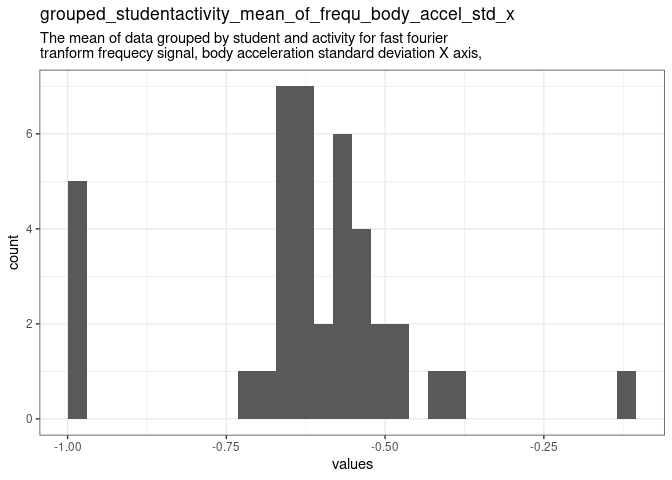 grouped_studentactivity_mean_of_frequ_body_accel_std_x
The mean of data grouped by student and activity for fast fourier
tranform frequecy signal, body acceleration standard deviation X axis,
6
4
2
0
count
-1.00 -0.75 -0.50 -0.25
values